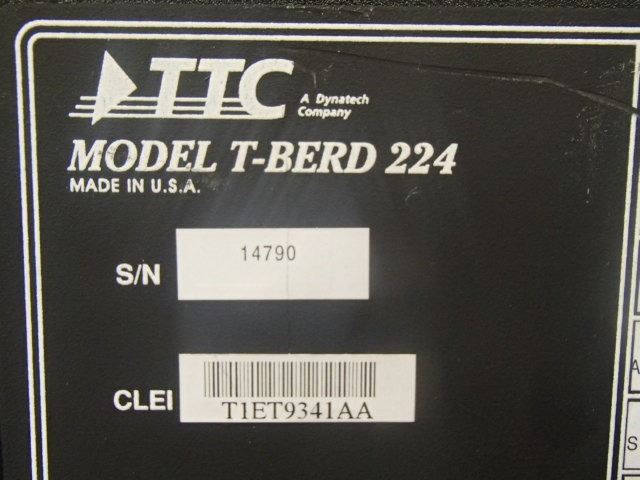 TTC
A Dynatech
Company
MODEL T-BERD 224
MADE IN U.S.A.
S/N 14790
CLEI T1ET9341AA
A
S